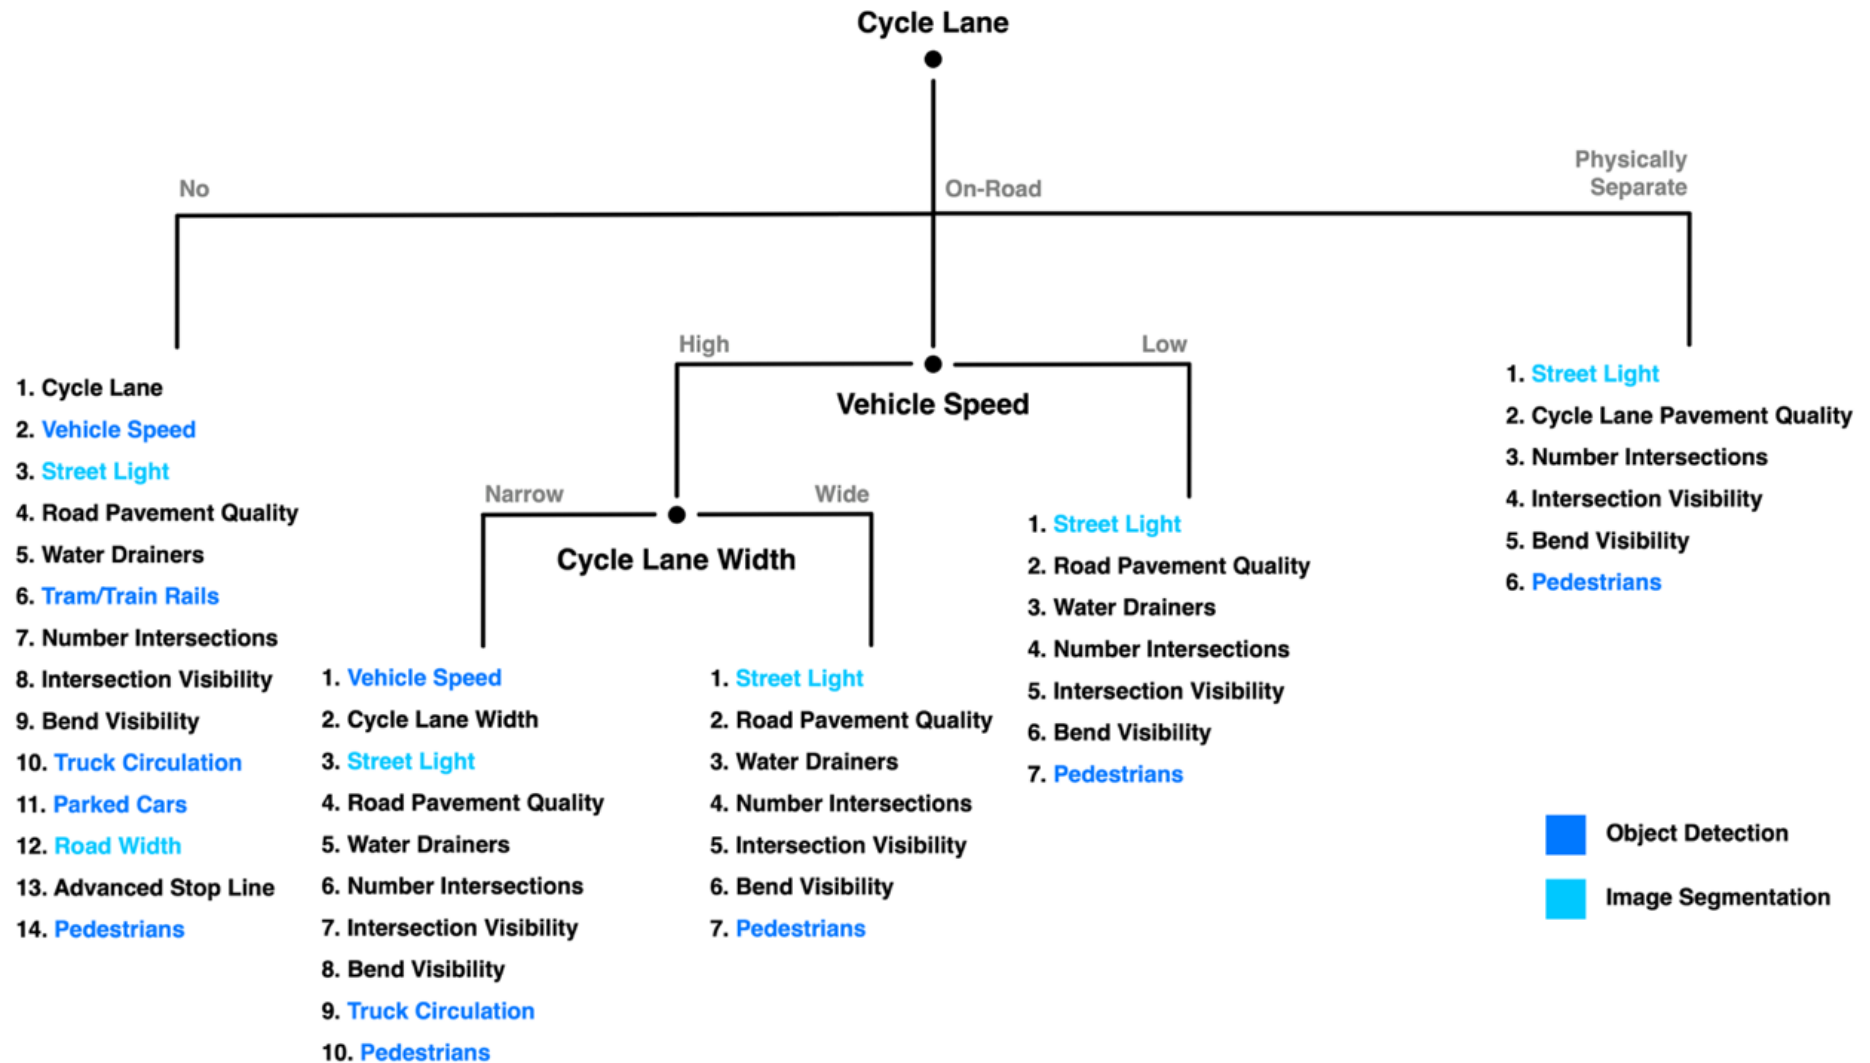 Cycle Lane
No
On-Road
Physically
Separate
High
Low
Vehicle Speed
Narrow
Wide
Cycle Lane Width
1. Cycle Lane
2. Vehicle Speed
3. Street Light
4. Road Pavement Quality
5. Water Drainers
6. Tram/Train Rails
7. Number Intersections
8. Intersection Visibility
9. Bend Visibility
10. Truck Circulation
11. Parked Cars
12. Road Width
13. Advanced Stop Line
14. Pedestrians
1. Vehicle Speed
2. Cycle Lane Width
3. Street Light
4. Road Pavement Quality
5. Water Drainers
6. Number Intersections
7. Intersection Visibility
8. Bend Visibility
9. Truck Circulation
10. Pedestrians
1. Street Light
2. Road Pavement Quality
3. Water Drainers
4. Number Intersections
5. Intersection Visibility
6. Bend Visibility
7. Pedestrians
1. Street Light
2. Road Pavement Quality
3. Water Drainers
4. Number Intersections
5. Intersection Visibility
6. Bend Visibility
7. Pedestrians
1. Street Light
2. Cycle Lane Pavement Quality
3. Number Intersections
4. Intersection Visibility
5. Bend Visibility
6. Pedestrians
Object Detection
Image Segmentation